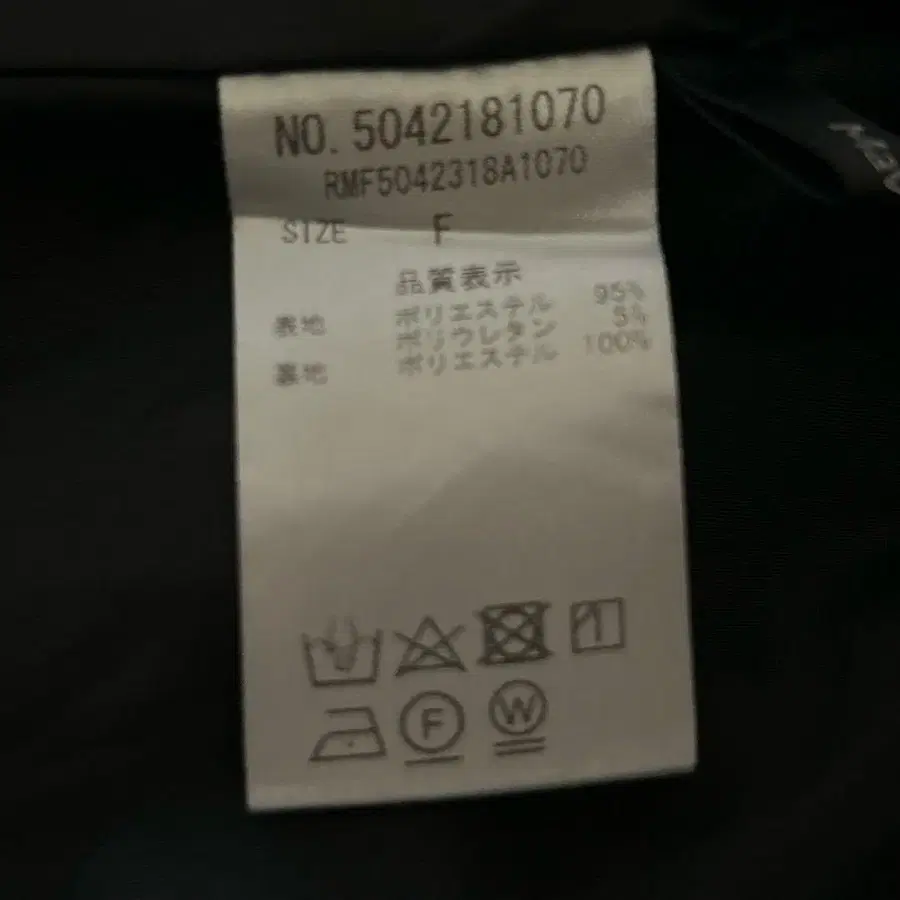 NO. 5042181070
RMF5042318A1070
SIZE F
品質表示
表地 ポリエステル 95%
ポリウレタン 5%
裏地 ポリエステル 100%
F
W